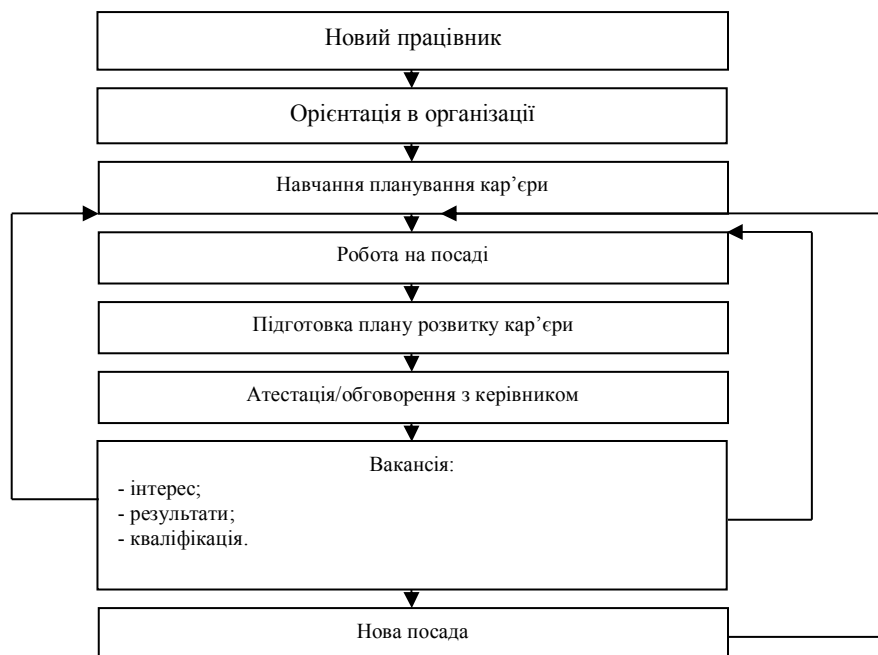 Новий працівник
Орієнтація в організації
Навчання планування кар’єри
Робота на посаді
Підготовка плану розвитку кар’єри
Атестація/обговорення з керівником
Вакансія:
- інтерес;
- результати;
- кваліфікація.
Нова посада